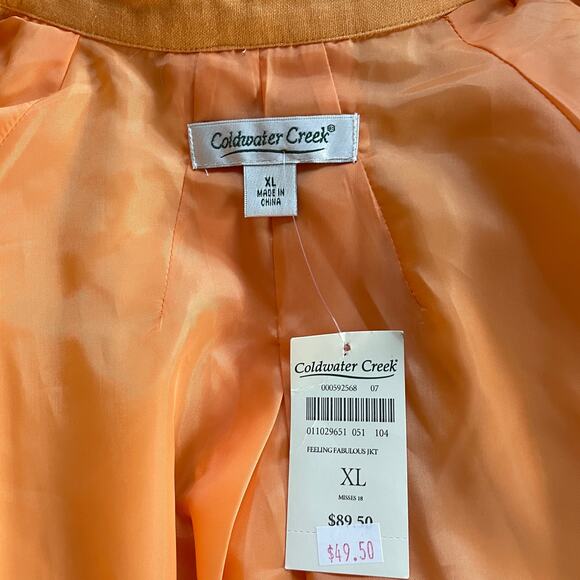 Coldwater Creek®
XL
MADE IN
CHINA
Coldwater Creek®
000592568 07
011029651 051 104
FEELING FABULOUS JKT
XL
MISSES 18
$89.50
$49.50